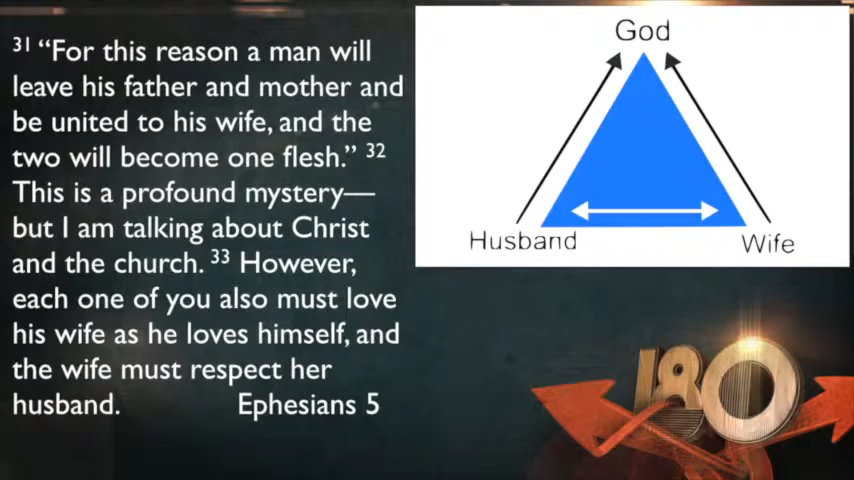 31 “For this reason a man will
leave his father and mother and
be united to his wife, and the
two will become one flesh.” 32
This is a profound mystery—
but I am talking about Christ
and the church. 33 However,
each one of you also must love
his wife as he loves himself, and
the wife must respect her
husband. Ephesians 5
God
Husband
Wife
180